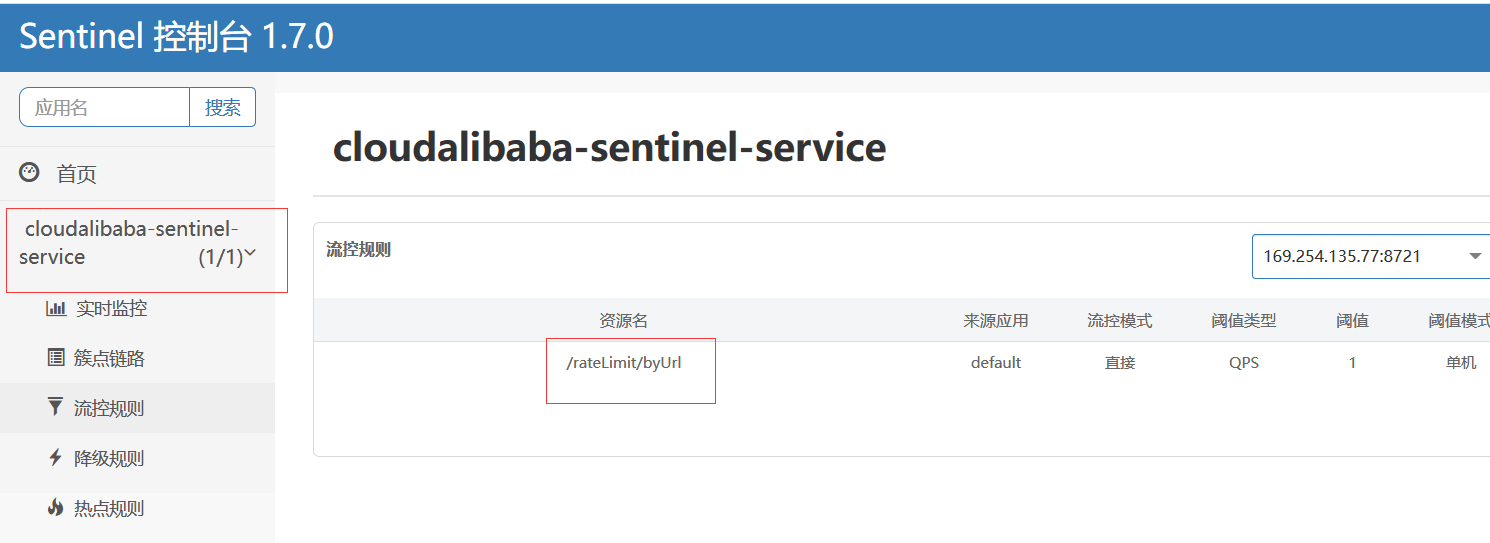 Sentinel 控制台 1.7.0
应用名 搜索
首页
cloudalibaba-sentinel-
service (1/1)
实时监控
簇点链路
流控规则
降级规则
热点规则
cloudalibaba-sentinel-service
流控规则 169.254.135.77:8721
资源名 来源应用 流控模式 阈值类型 阈值 阈值模式
/rateLimit/byUrl default 直接 QPS 1 单机